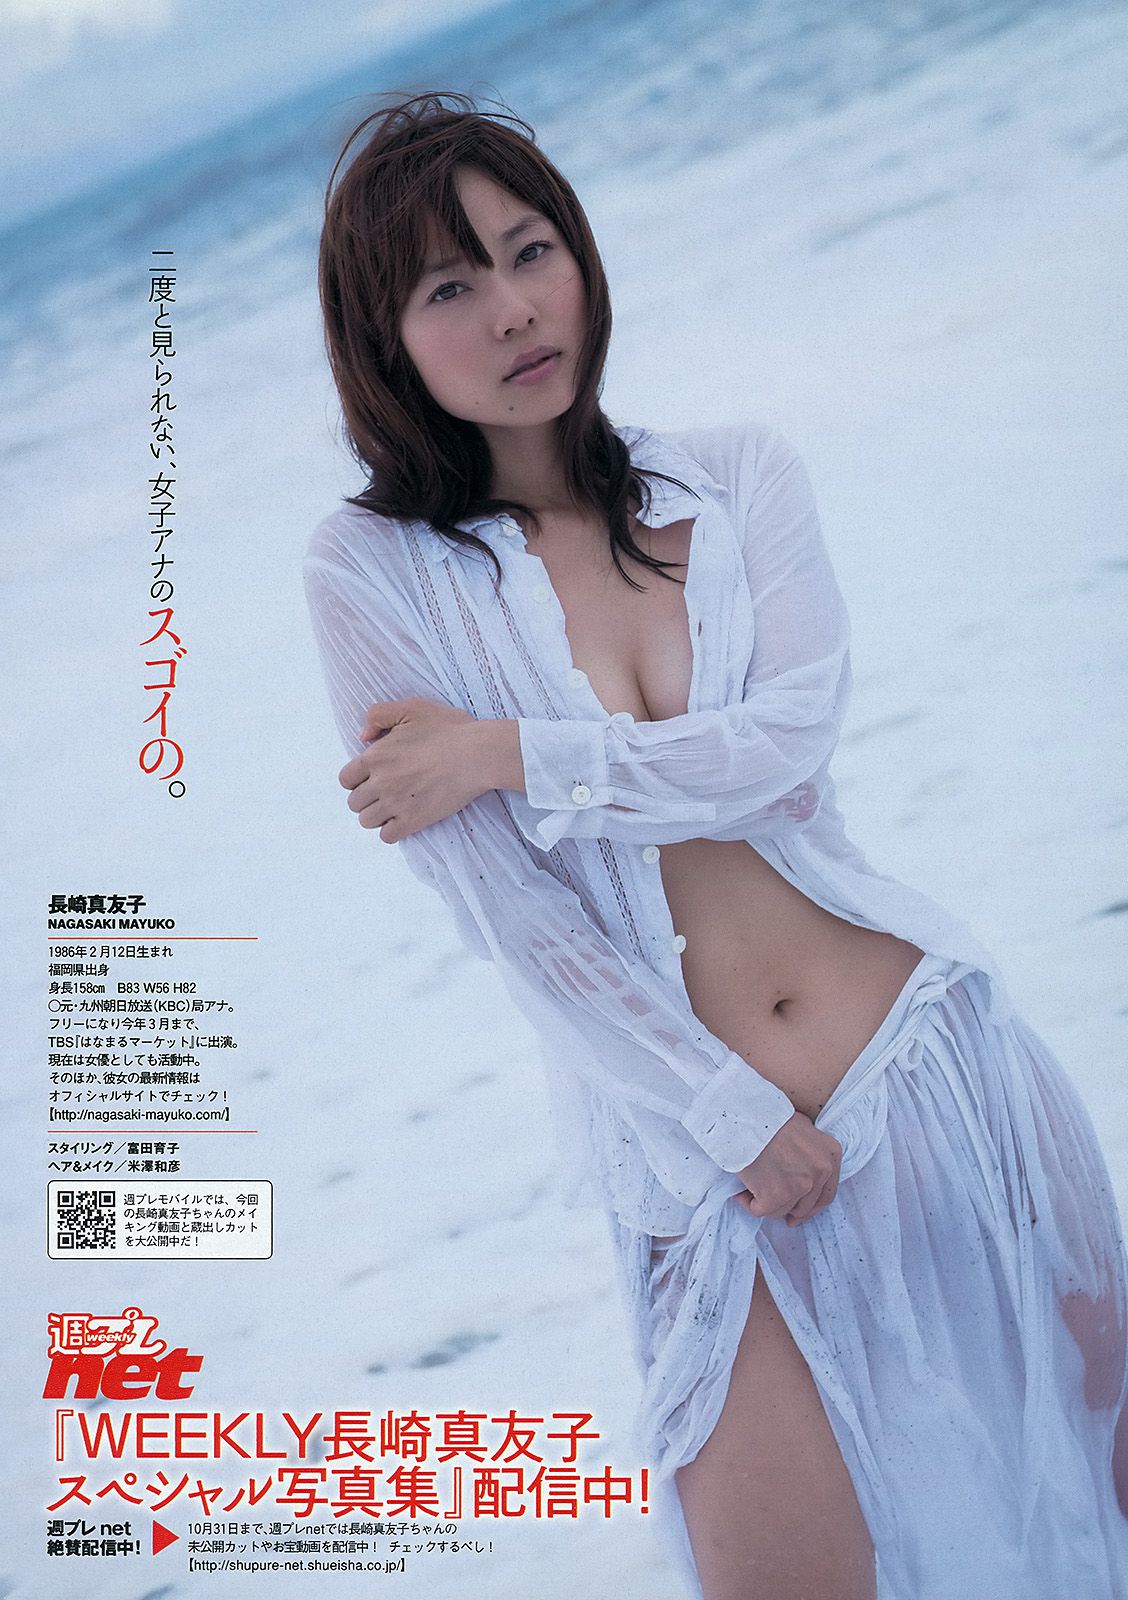 二度と見られない、女子アナのスゴイの。
長崎真友子
NAGASAKI MAYUKO
1986年2月12日生まれ
福岡県出身
身長158㎝ B83 W56 H82
○元・九州朝日放送（KBC）局アナ。
フリーになり今年3月まで、
TBS『はなまるマーケット』に出演。
現在は女優としても活動中。
そのほか、彼女の最新情報は
オフィシャルサイトでチェック！
【http://nagasaki-mayuko.com/】
スタイリング／富田育子
ヘア&メイク／米澤和彦
週プレモバイルでは、今回
の長崎真友子ちゃんのメイ
キング動画と蔵出しカット
を大公開中だ！
週プレ
weekly
net
『WEEKLY長崎真友子
スペシャル写真集』配信中！
週プレ net
絶賛配信中！
10月31日まで、週プレnetでは長崎真友子ちゃんの
未公開カットやお宝動画を配信中！ チェックするべし！
【http://shupure-net.shueisha.co.jp/】